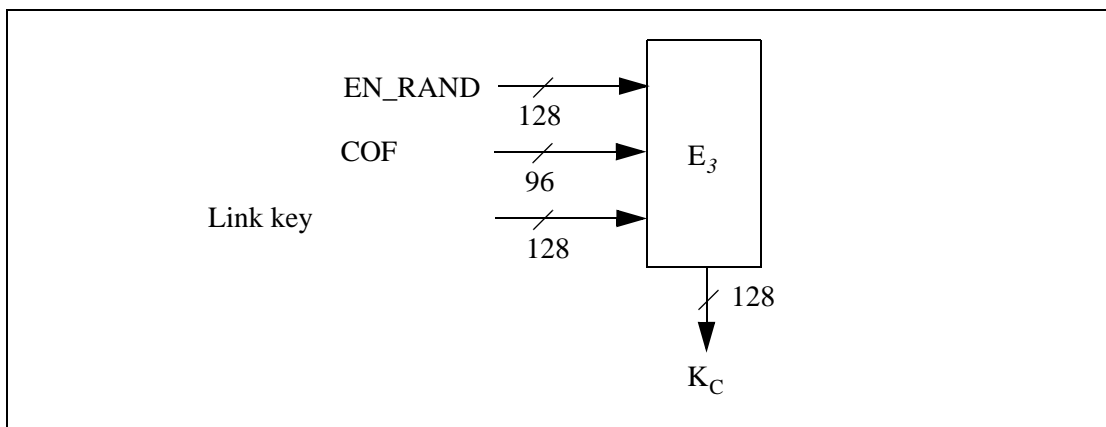 EN_RAND
128
COF
96
Link key
128
E3
128
KC